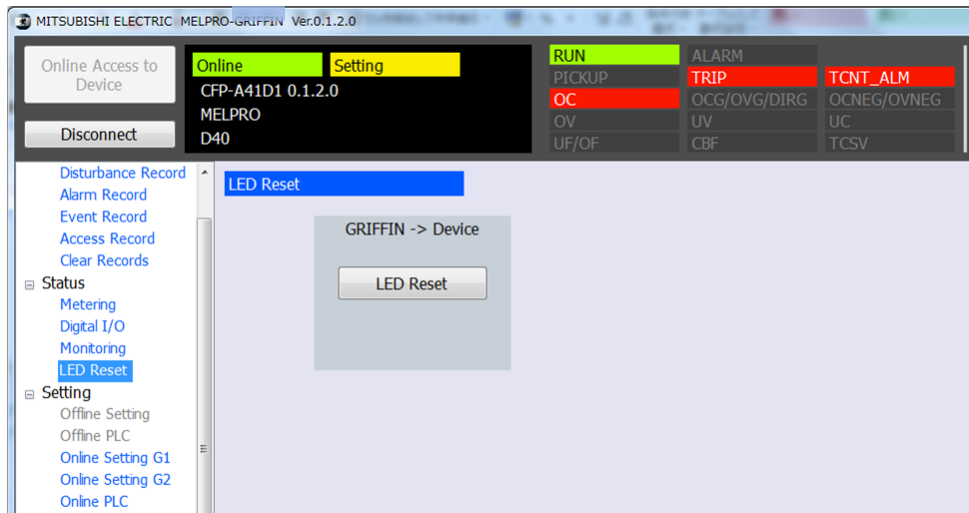 MITSUBISHI ELECTRIC MELPRO-GRIFFIN Ver.0.1.2.0
Online Access to
Device
Disconnect
Online Setting
CFP-A41D1 0.1.2.0
MELPRO
D40
RUN ALARM
PICKUP TRIP TCNT_ALM
OC OCG/OVG/DIRG OCNEG/OVNEG
OV UV UC
UF/OF CBF TCSV
Disturbance Record
Alarm Record
Event Record
Access Record
Clear Records
Status
Metering
Digital I/O
Monitoring
LED Reset
Setting
Offline Setting
Offline PLC
Online Setting G1
Online Setting G2
Online PLC
LED Reset
GRIFFIN -> Device
LED Reset